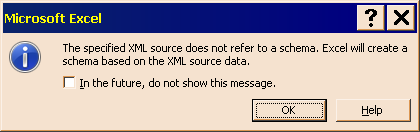 Microsoft Excel
The specified XML source does not refer to a schema. Excel will create a
schema based on the XML source data.
In the future, do not show this message.
OK
Help